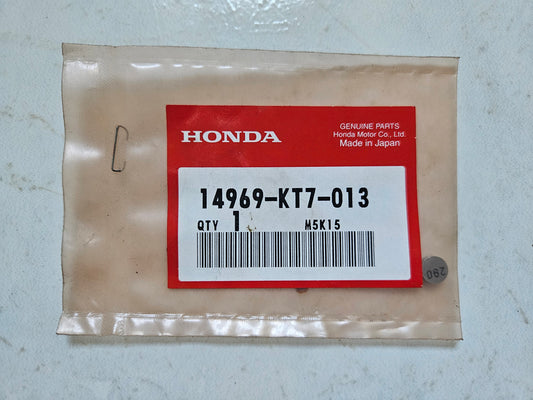 HONDA
GENUINE PARTS
Honda Motor Co., Ltd.
Made in Japan
14969-KT7-013
QTY 1 M5K15
290